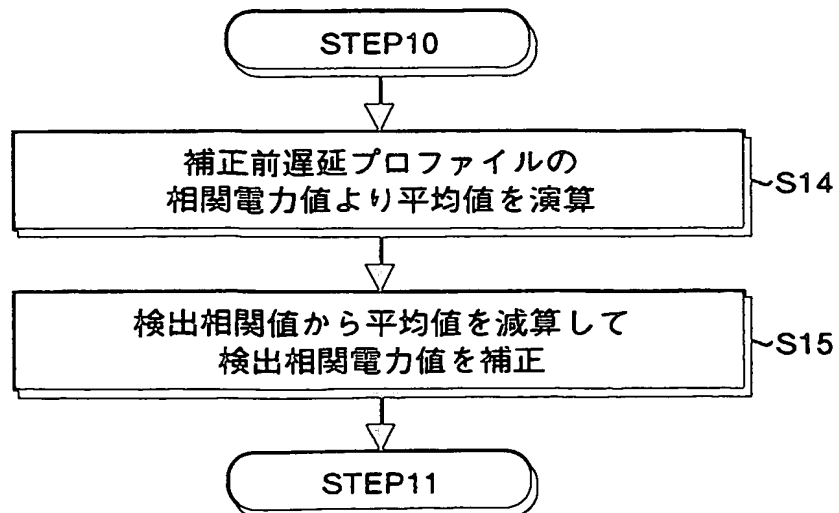 STEP10
補正前遅延プロファイルの
相関電力値より平均値を演算
~S14
検出相関値から平均値を減算して
検出相関電力値を補正
~S15
STEP11